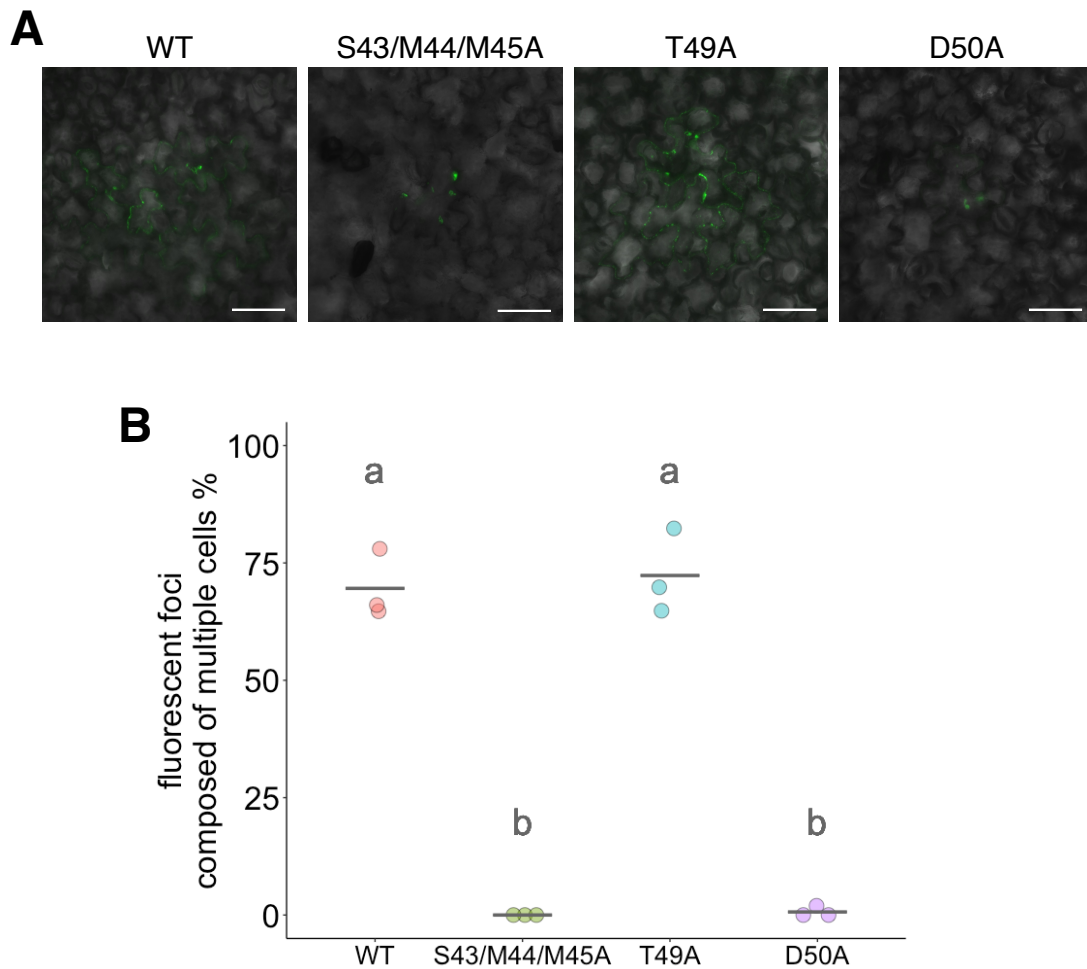 A
WT S43/M44/M45A T49A D50A
B
fluorescent foci
composed of multiple cells %
100
75
50
25
0
a
a
b
b
WT S43/M44/M45A T49A D50A